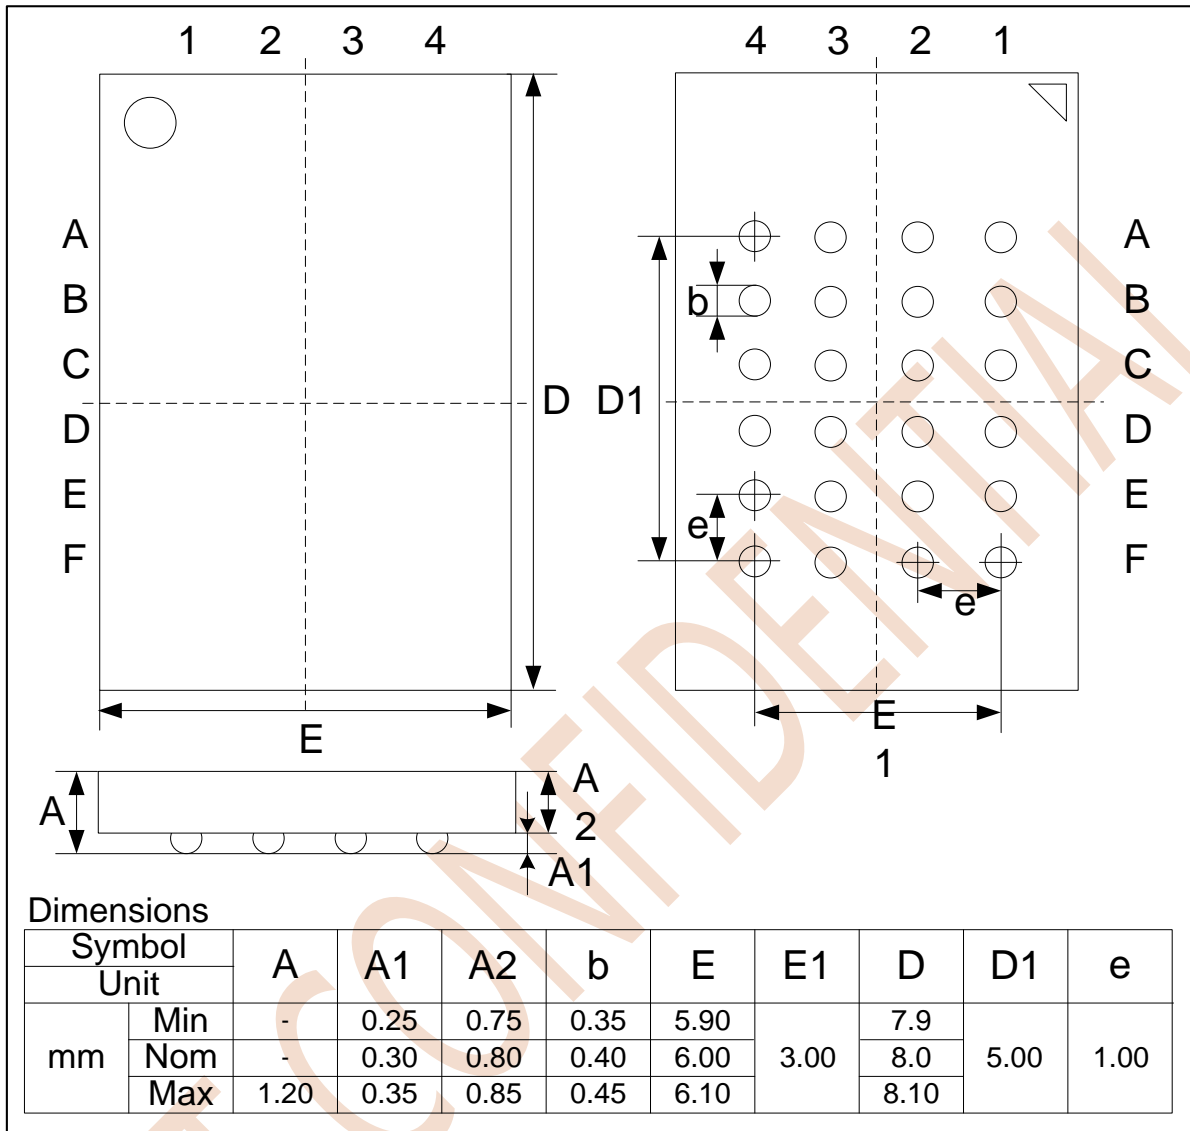 1 2 3 4
4 3 2 1
A
B
C
D
E
F
D
E
A
B
C
D
E
F
D1
b
e
e
E
1
A
A
2
A1
CONFIDENTIAL
Dimensions
Symbol A A1 A2 b E E1 D D1 e
Unit
mm Min - 0.25 0.75 0.35 5.90 3.00 7.9 5.00 1.00
Nom - 0.30 0.80 0.40 6.00 8.0
Max 1.20 0.35 0.85 0.45 6.10 8.10